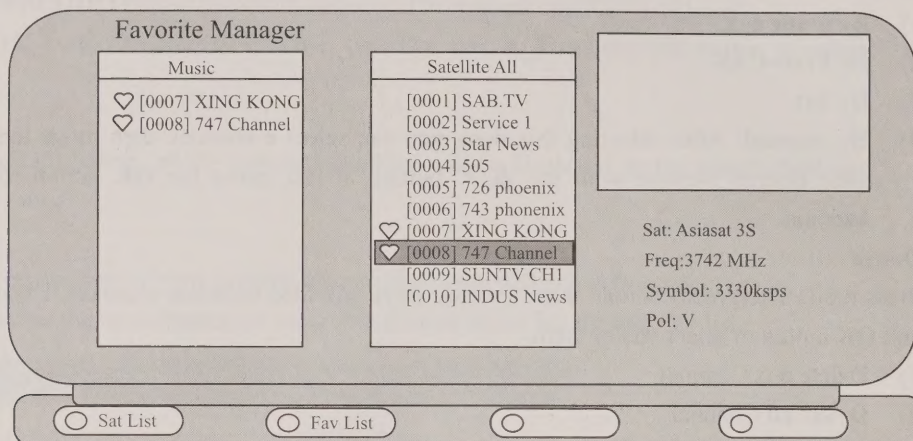 Favorite Manager
Music
[0007] XING KONG
[0008] 747 Channel
Satellite All
[0001] SAB.TV
[0002] Service 1
[0003] Star News
[0004] 505
[0005] 726 phoenix
[0006] 743 phonenix
[0007] XING KONG
[0008] 747 Channel
[0009] SUNTV CH1
[0010] INDUS News
Sat: Asiasat 3S
Freq:3742 MHz
Symbol: 3330ksps
Pol: V
Sat List
Fav List